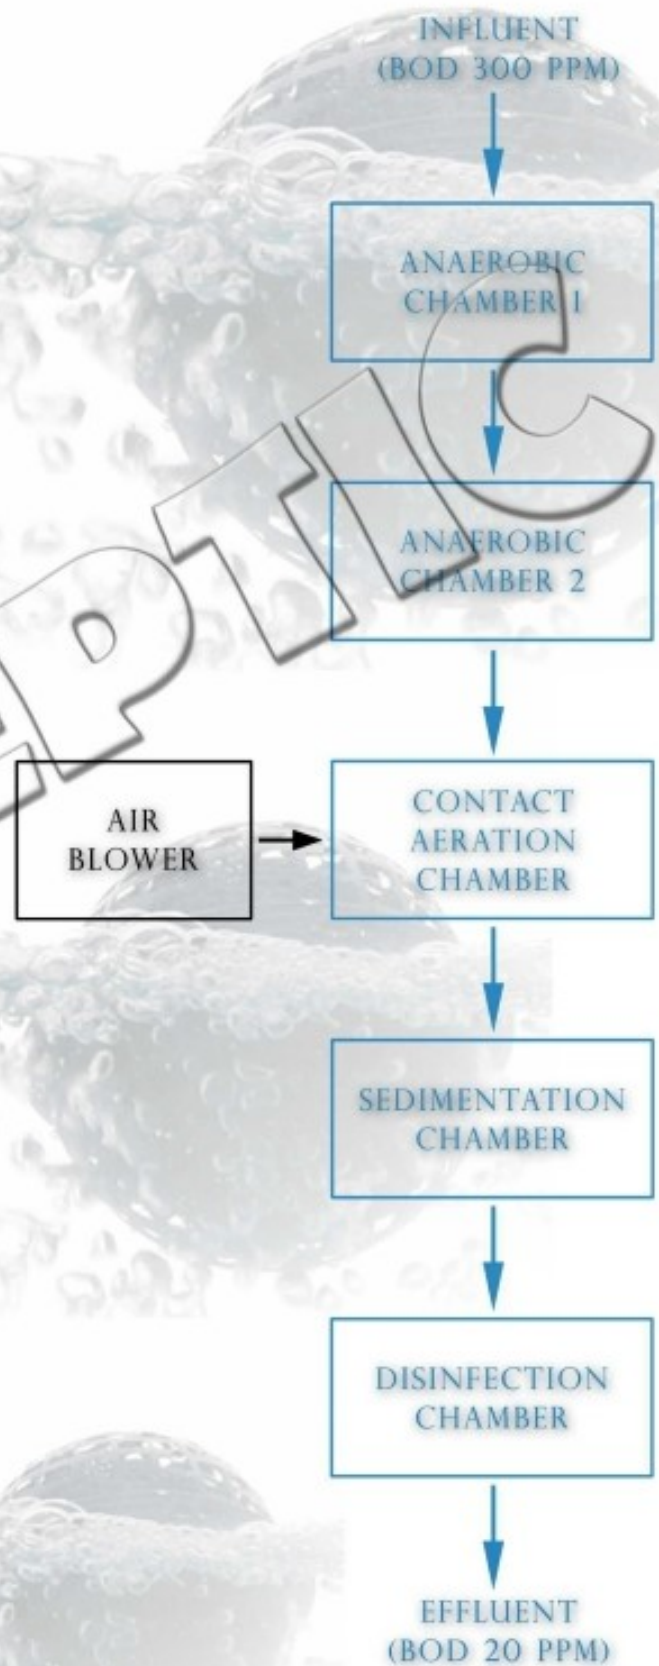 INFLUENT
(BOD 300 PPM)
ANAEROBIC
CHAMBER 1
ANAEROBIC
CHAMBER 2
AIR
BLOWER
CONTACT
AERATION
CHAMBER
SEDIMENTATION
CHAMBER
DISINFECTION
CHAMBER
EFFLUENT
(BOD 20 PPM)
EPTIC